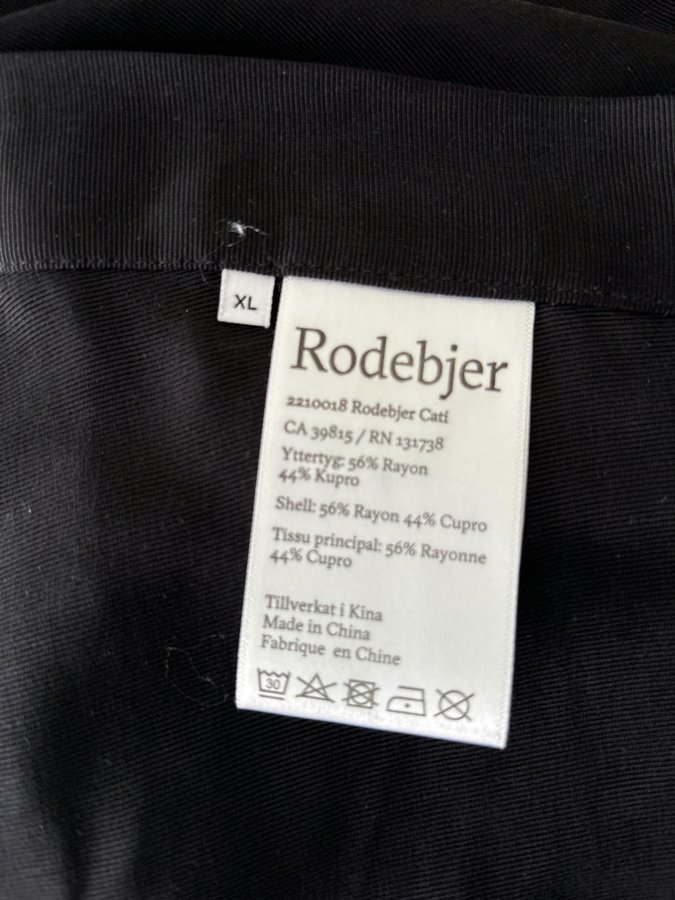 XL
Rodebjer
2210018 Rodebjer Cati
CA 39815 / RN 131738
Yttertyg: 56% Rayon
44% Kupro
Shell: 56% Rayon 44% Cupro
Tissu principal: 56% Rayonne
44% Cupro
Tillverkat i Kina
Made in China
Fabrique en Chine
30